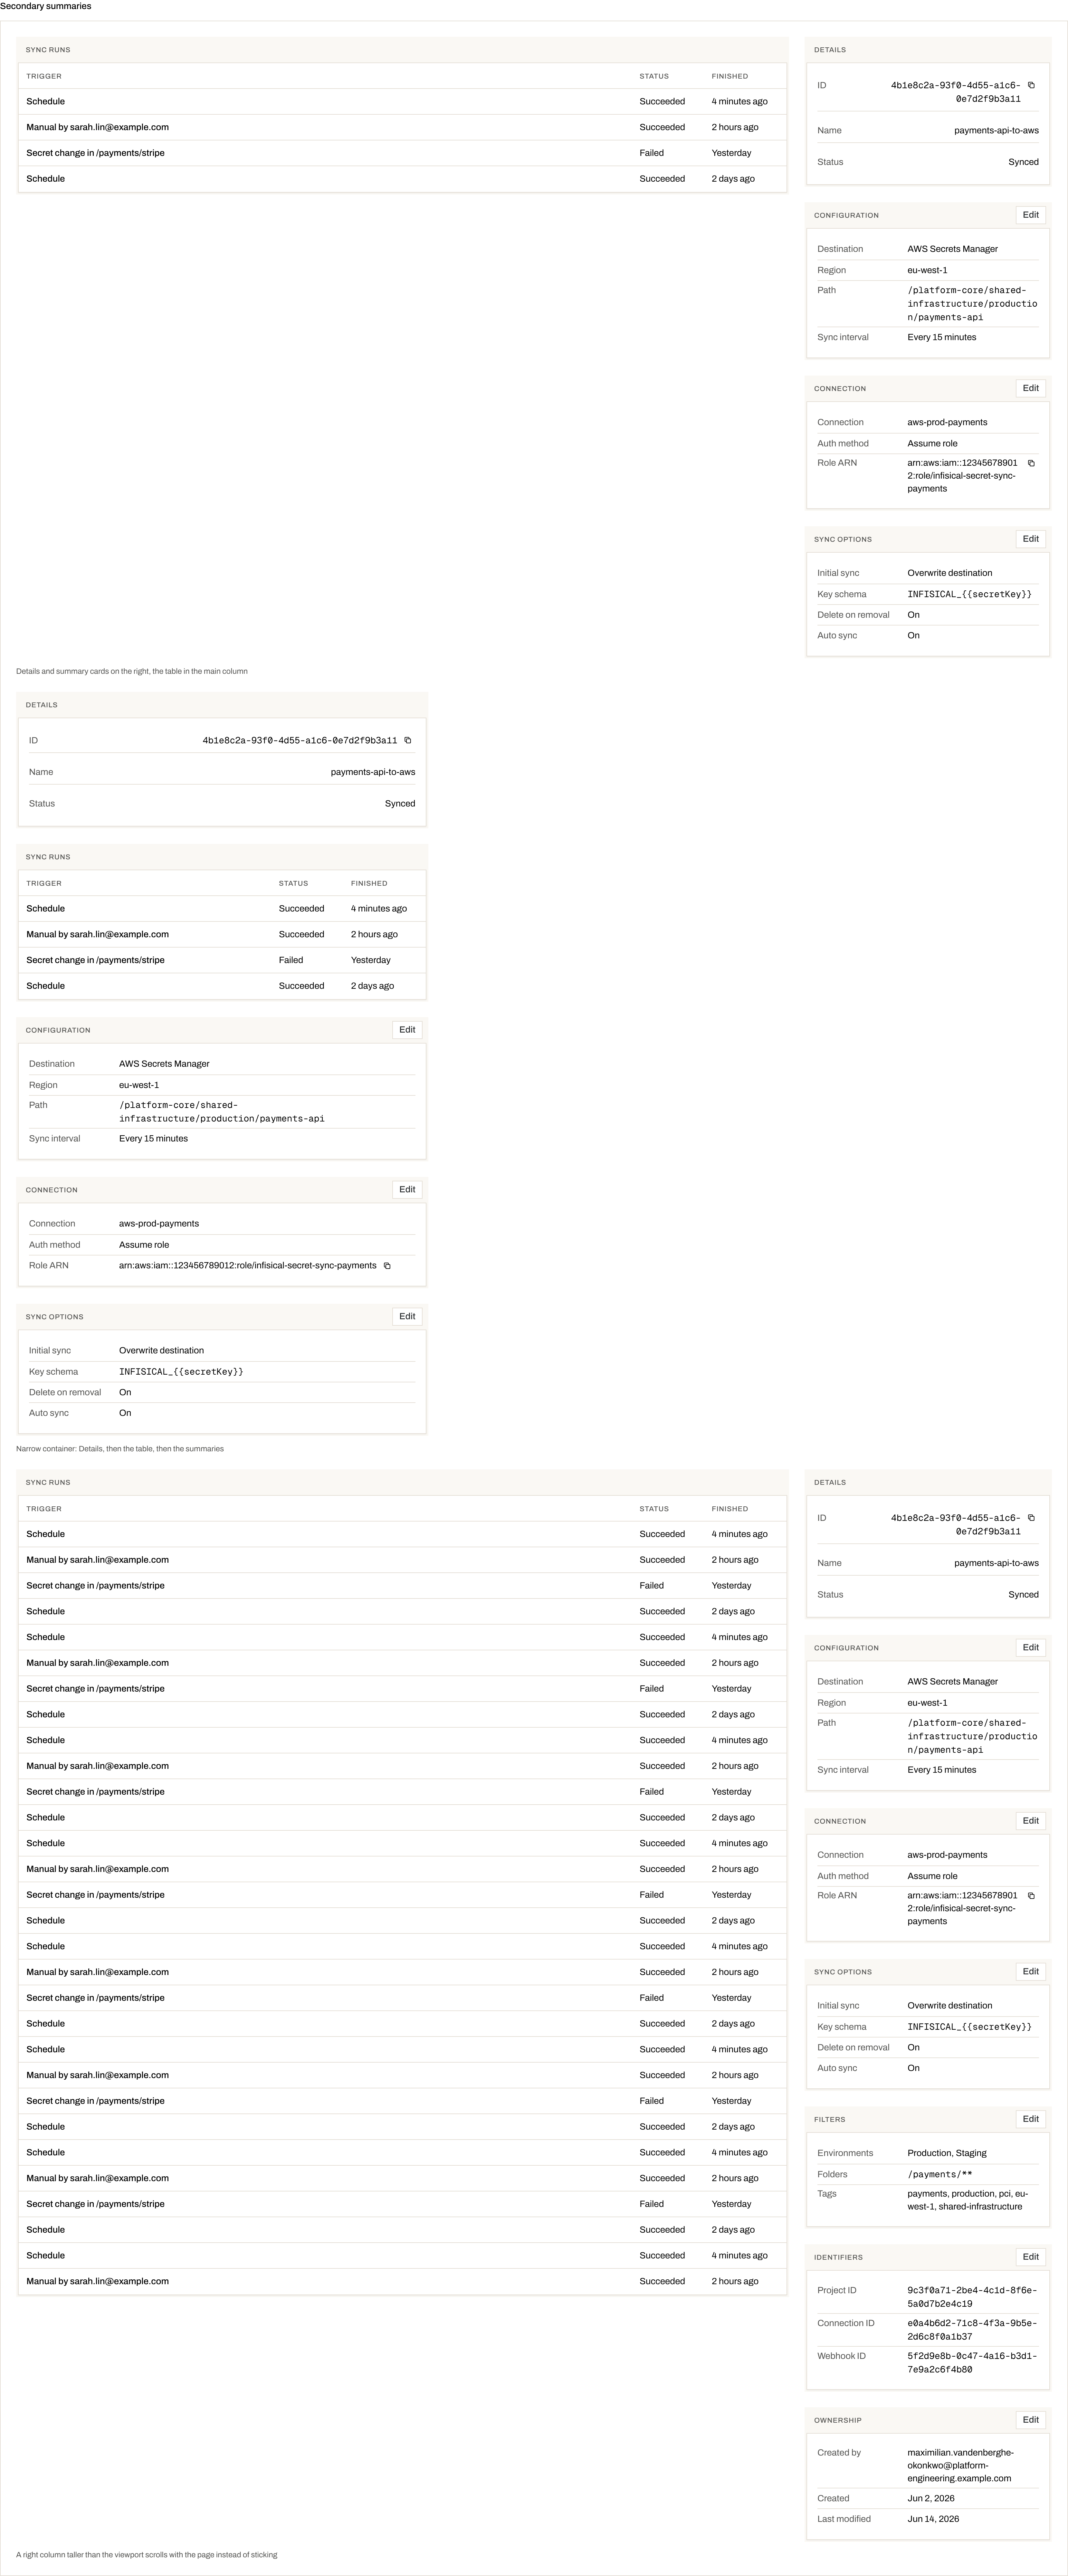 Secondary summaries
SYNC RUNS
TRIGGER STATUS FINISHED
Schedule Succeeded 4 minutes ago
Manual by sarah.lin@example.com Succeeded 2 hours ago
Secret change in /payments/stripe Failed Yesterday
Schedule Succeeded 2 days ago
DETAILS
ID 4b1e8c2a-93f0-4d55-a1c6-
0e7d2f9b3a11
Name payments-api-to-aws
Status Synced
CONFIGURATION Edit
Destination AWS Secrets Manager
Region eu-west-1
Path /platform-core/shared-
infrastructure/productio
n/payments-api
Sync interval Every 15 minutes
CONNECTION Edit
Connection aws-prod-payments
Auth method Assume role
Role ARN arn:aws:iam::12345678901
2:role/infisical-secret-sync-
payments
SYNC OPTIONS Edit
Initial sync Overwrite destination
Key schema INFISICAL_{{secretKey}}
Delete on removal On
Auto sync On
Details and summary cards on the right, the table in the main column
DETAILS
ID 4b1e8c2a-93f0-4d55-a1c6-0e7d2f9b3a11
Name payments-api-to-aws
Status Synced
SYNC RUNS
TRIGGER STATUS FINISHED
Schedule Succeeded 4 minutes ago
Manual by sarah.lin@example.com Succeeded 2 hours ago
Secret change in /payments/stripe Failed Yesterday
Schedule Succeeded 2 days ago
CONFIGURATION Edit
Destination AWS Secrets Manager
Region eu-west-1
Path /platform-core/shared-
infrastructure/production/payments-api
Sync interval Every 15 minutes
CONNECTION Edit
Connection aws-prod-payments
Auth method Assume role
Role ARN arn:aws:iam::123456789012:role/infisical-secret-sync-payments
SYNC OPTIONS Edit
Initial sync Overwrite destination
Key schema INFISICAL_{{secretKey}}
Delete on removal On
Auto sync On
Narrow container: Details, then the table, then the summaries
SYNC RUNS
TRIGGER STATUS FINISHED
Schedule Succeeded 4 minutes ago
Manual by sarah.lin@example.com Succeeded 2 hours ago
Secret change in /payments/stripe Failed Yesterday
Schedule Succeeded 2 days ago
Schedule Succeeded 4 minutes ago
Manual by sarah.lin@example.com Succeeded 2 hours ago
Secret change in /payments/stripe Failed Yesterday
Schedule Succeeded 2 days ago
Schedule Succeeded 4 minutes ago
Manual by sarah.lin@example.com Succeeded 2 hours ago
Secret change in /payments/stripe Failed Yesterday
Schedule Succeeded 2 days ago
Schedule Succeeded 4 minutes ago
Manual by sarah.lin@example.com Succeeded 2 hours ago
Secret change in /payments/stripe Failed Yesterday
Schedule Succeeded 2 days ago
Schedule Succeeded 4 minutes ago
Manual by sarah.lin@example.com Succeeded 2 hours ago
Secret change in /payments/stripe Failed Yesterday
Schedule Succeeded 2 days ago
Schedule Succeeded 4 minutes ago
Manual by sarah.lin@example.com Succeeded 2 hours ago
Secret change in /payments/stripe Failed Yesterday
Schedule Succeeded 2 days ago
Schedule Succeeded 4 minutes ago
Manual by sarah.lin@example.com Succeeded 2 hours ago
Secret change in /payments/stripe Failed Yesterday
Schedule Succeeded 2 days ago
Schedule Succeeded 4 minutes ago
Manual by sarah.lin@example.com Succeeded 2 hours ago
DETAILS
ID 4b1e8c2a-93f0-4d55-a1c6-
0e7d2f9b3a11
Name payments-api-to-aws
Status Synced
CONFIGURATION Edit
Destination AWS Secrets Manager
Region eu-west-1
Path /platform-core/shared-
infrastructure/productio
n/payments-api
Sync interval Every 15 minutes
CONNECTION Edit
Connection aws-prod-payments
Auth method Assume role
Role ARN arn:aws:iam::12345678901
2:role/infisical-secret-sync-
payments
SYNC OPTIONS Edit
Initial sync Overwrite destination
Key schema INFISICAL_{{secretKey}}
Delete on removal On
Auto sync On
FILTERS Edit
Environments Production, Staging
Folders /payments/**
Tags payments, production, pci, eu-
west-1, shared-infrastructure
IDENTIFIERS Edit
Project ID 9c3f0a71-2be4-4c1d-8f6e-
5a0d7b2e4c19
Connection ID e0a4b6d2-71c8-4f3a-9b5e-
2d6c8f0a1b37
Webhook ID 5f2d9e8b-0c47-4a16-b3d1-
7e9a2c6f4b80
OWNERSHIP Edit
Created by maximilian.vandenberghe-
okonkwo@platform-
engineering.example.com
Created Jun 2, 2026
Last modified Jun 14, 2026
A right column taller than the viewport scrolls with the page instead of sticking